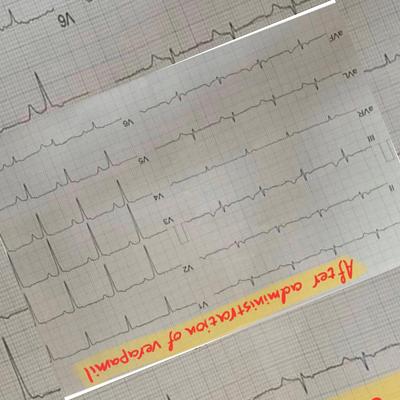 After administration of verapamil
V1
II V2
III V3
aVR V4
aVL V5
aVF V6
V6